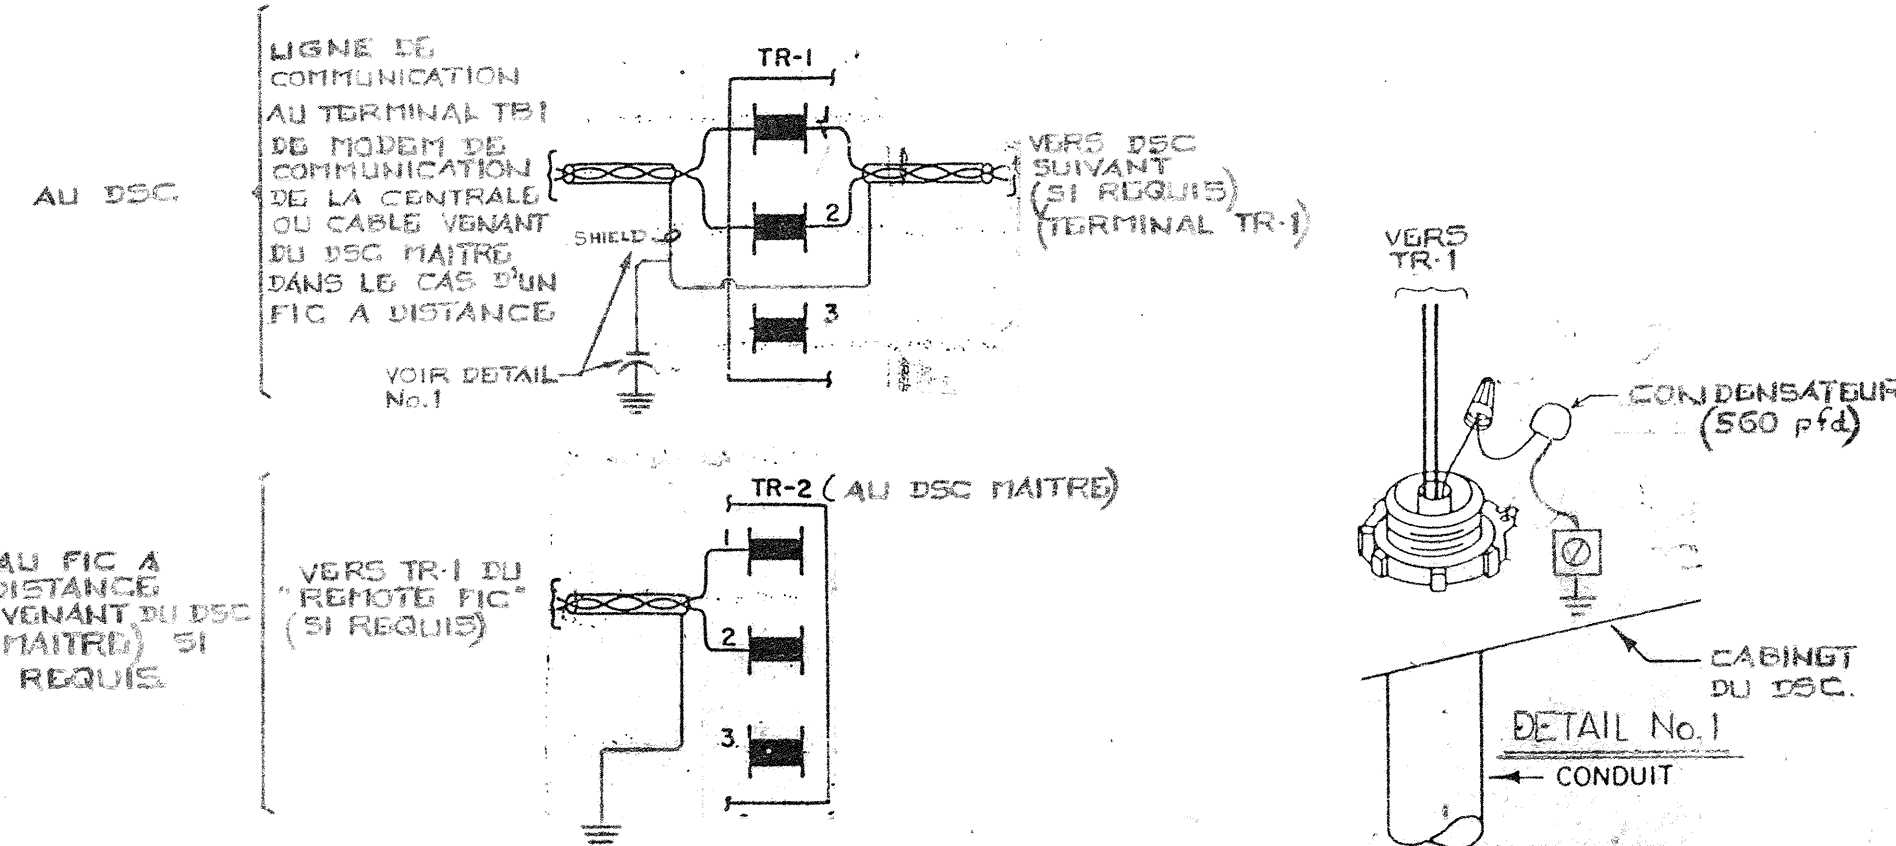 AU DSC
LIGNE DE
COMMUNICATION
AU TERMINAL TB1
DE MODEM DE
COMMUNICATION
DE LA CENTRALE
OU CABLE VENANT
DU DSC MAITRE
DANS LE CAS D'UN
FIC A DISTANCE
TR-1
1
2
3
SHIELD
VOIR DETAIL
No.1
VERS DSC
SUIVANT
(SI REQUIS)
(TERMINAL TR-1)
AU FIC A
DISTANCE
VENANT DU DSC
MAITRE) SI
REQUIS
"VERS TR-1 DU
REMOTE FIC"
(SI REQUIS)
TR-2 (AU DSC MAITRE)
1
2
3
VERS
TR-1
CONDENSATEUR
(560 pfd)
CABINET
DU DSC.
DETAIL No.1
CONDUIT